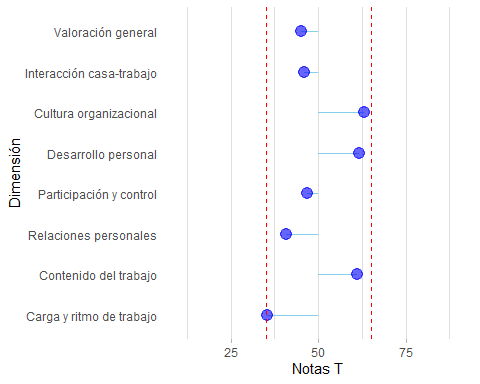 Valoración general
Interacción casa-trabajo
Cultura organizacional
Desarrollo personal
Participación y control
Relaciones personales
Contenido del trabajo
Carga y ritmo de trabajo
Dimensión
25 50 75
Notas T